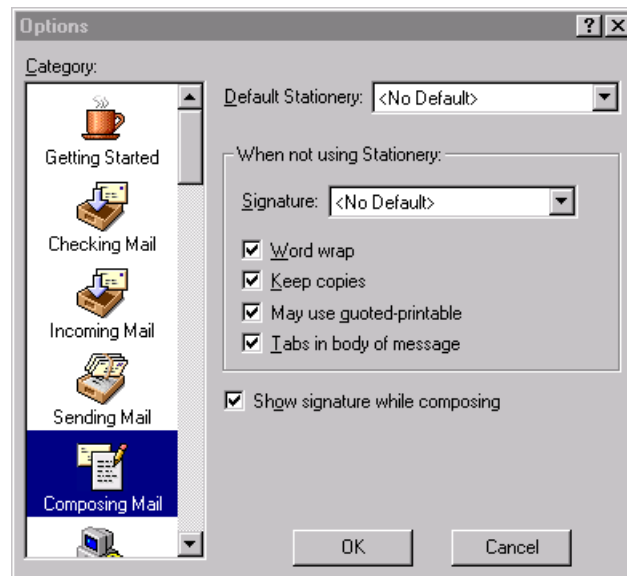 Options
Category:
Getting Started
Checking Mail
Incoming Mail
Sending Mail
Composing Mail
Default Stationery: <No Default>
When not using Stationery:
Signature: <No Default>
Word wrap
Keep copies
May use quoted-printable
Tabs in body of message
Show signature while composing
OK Cancel